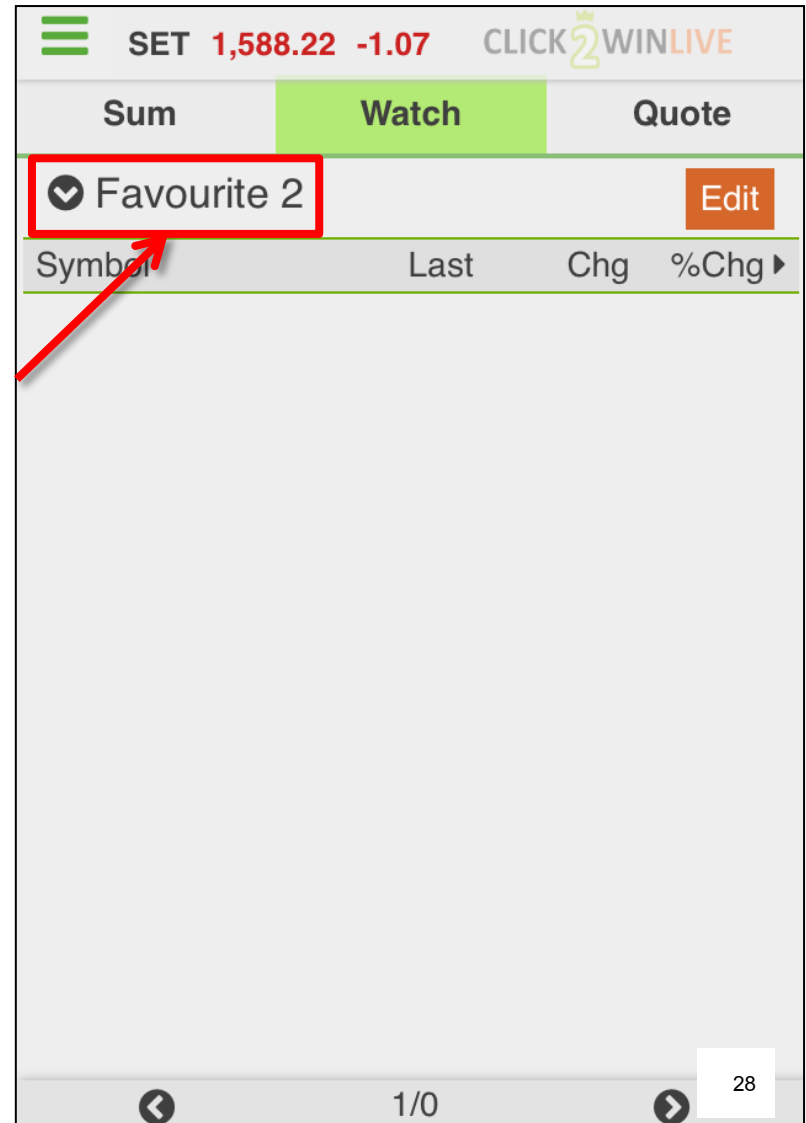 SET 1,588.22 -1.07 CLICK2WINLIVE
Sum Watch Quote
Favourite 2 Edit
Symbol Last Chg %Chg
1/0
28